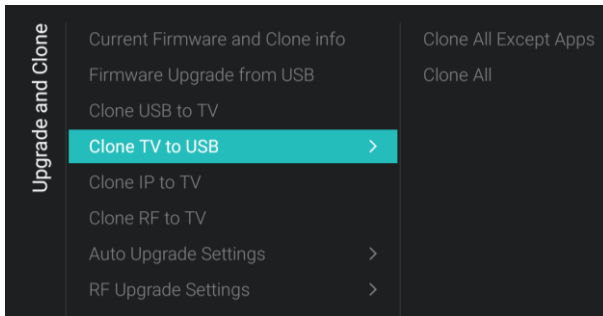 Upgrade and Clone
Current Firmware and Clone info
Firmware Upgrade from USB
Clone USB to TV
Clone TV to USB
Clone IP to TV
Clone RF to TV
Auto Upgrade Settings
RF Upgrade Settings
Clone All Except Apps
Clone All